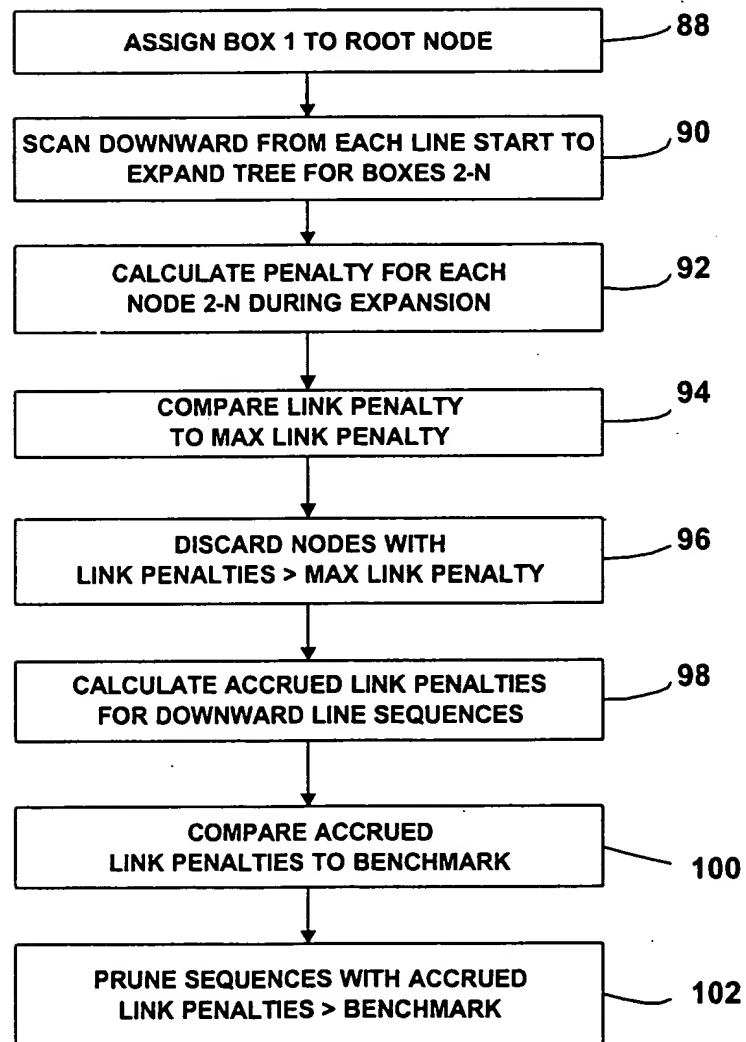 ASSIGN BOX 1 TO ROOT NODE
88
SCAN DOWNWARD FROM EACH LINE START TO
EXPAND TREE FOR BOXES 2-N
90
CALCULATE PENALTY FOR EACH
NODE 2-N DURING EXPANSION
92
COMPARE LINK PENALTY
TO MAX LINK PENALTY
94
DISCARD NODES WITH
LINK PENALTIES > MAX LINK PENALTY
96
CALCULATE ACCRUED LINK PENALTIES
FOR DOWNWARD LINE SEQUENCES
98
COMPARE ACCRUED
LINK PENALTIES TO BENCHMARK
100
PRUNE SEQUENCES WITH ACCRUED
LINK PENALTIES > BENCHMARK
102